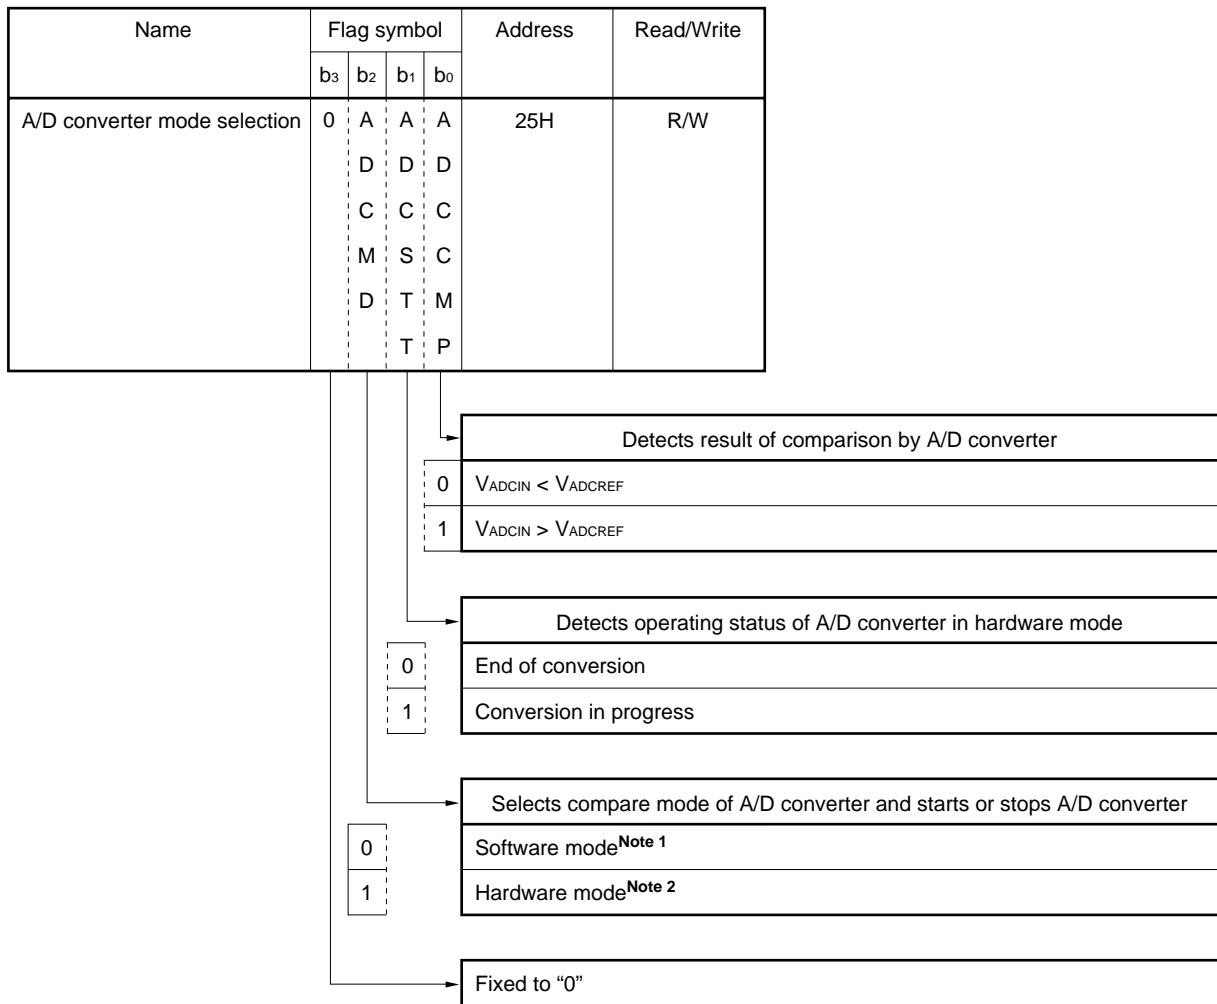 Name Flag symbol Address Read/Write
b3 b2 b1 b0
A/D converter mode selection 0 A A A 25H R/W
D D D
C C C
M S C
D T M
T P
Detects result of comparison by A/D converter
0 VADCIN < VADCREF
1 VADCIN > VADCREF
Detects operating status of A/D converter in hardware mode
0 End of conversion
1 Conversion in progress
Selects compare mode of A/D converter and starts or stops A/D converter
0 Software modeNote 1
1 Hardware modeNote 2
Fixed to “0”